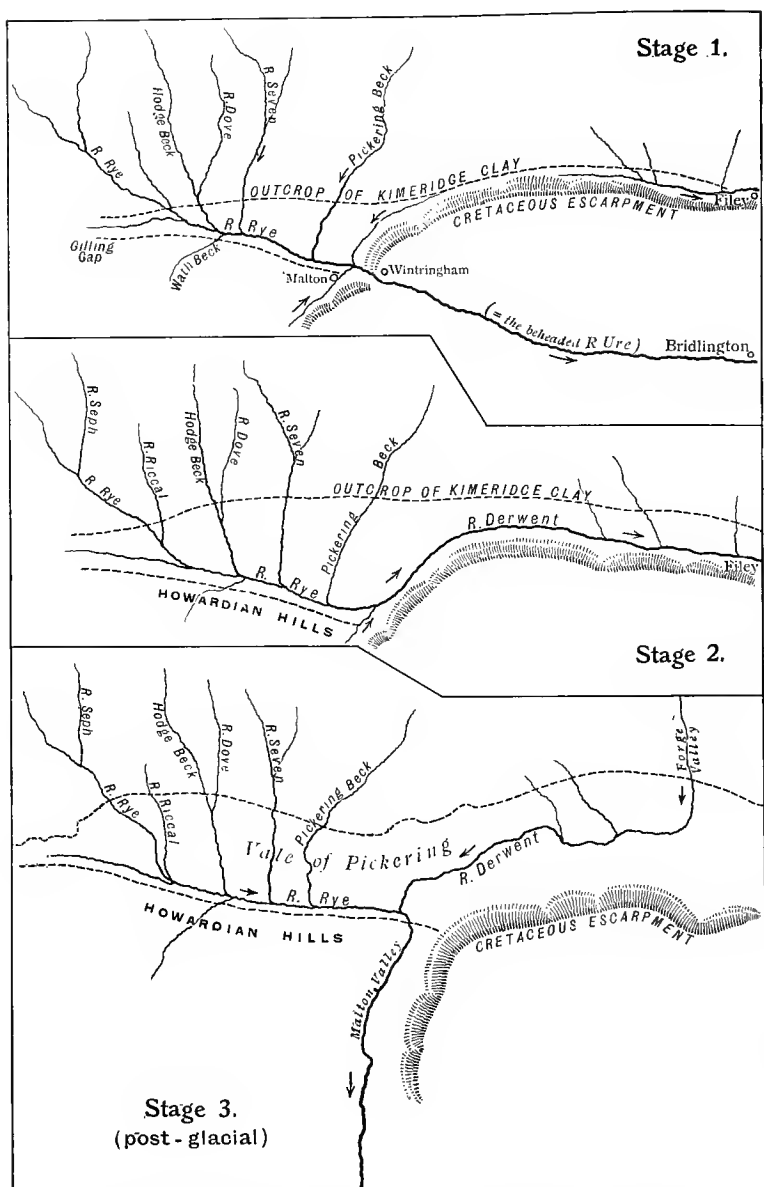 Stage 1.
R. Rye
Hodge Beck
R. Dove
R. Seven
Pickering Beck
OUTCROP OF KIMERIDGE CLAY
CRETACEOUS ESCARPMENT
Filey
Gilling
Gap
Wath Beck
R. Rye
Malton
Wintringham
(= the beheaded R Ure)
Bridlington
R. Seph
R. Rye
R. Riccal
Hodge Beck
R. Dove
R. Seven
Pickering Beck
OUTCROP OF KIMERIDGE CLAY
R. Derwent
Filey
R. Rye
HOWARDIAN HILLS
Stage 2.
R. Seph
R. Rye
R. Riccal
Hodge Beck
R. Dove
R. Seven
Pickering Beck
Forge
Valley
Vale of Pickering
R. Derwent
R. Rye
HOWARDIAN HILLS
CRETACEOUS ESCARPMENT
Malton Valley
Stage 3.
(post-glacial)